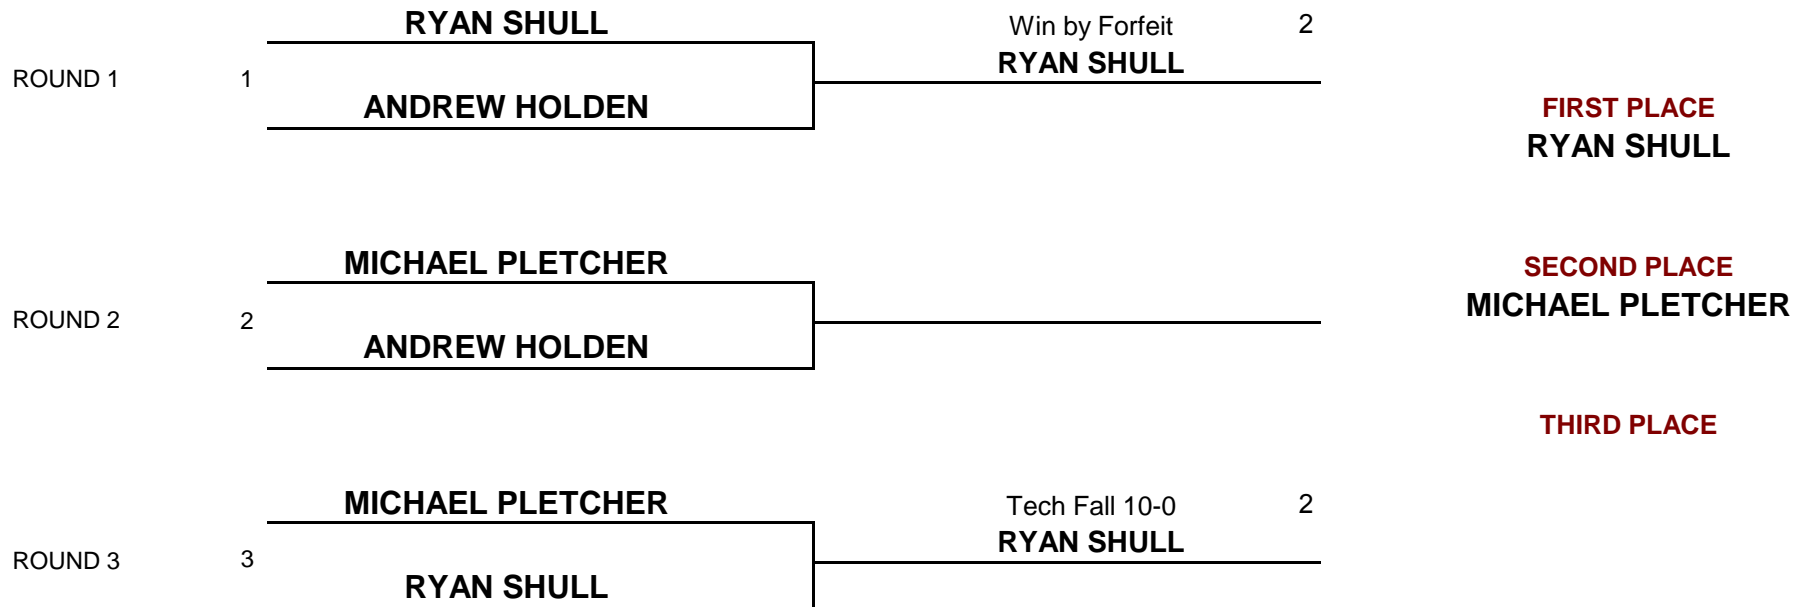 RYAN SHULL
Win by Forfeit 2
RYAN SHULL
ROUND 1 1
ANDREW HOLDEN
FIRST PLACE
RYAN SHULL
MICHAEL PLETCHER
SECOND PLACE
MICHAEL PLETCHER
ROUND 2 2
ANDREW HOLDEN
THIRD PLACE
MICHAEL PLETCHER
Tech Fall 10-0 2
RYAN SHULL
ROUND 3 3
RYAN SHULL